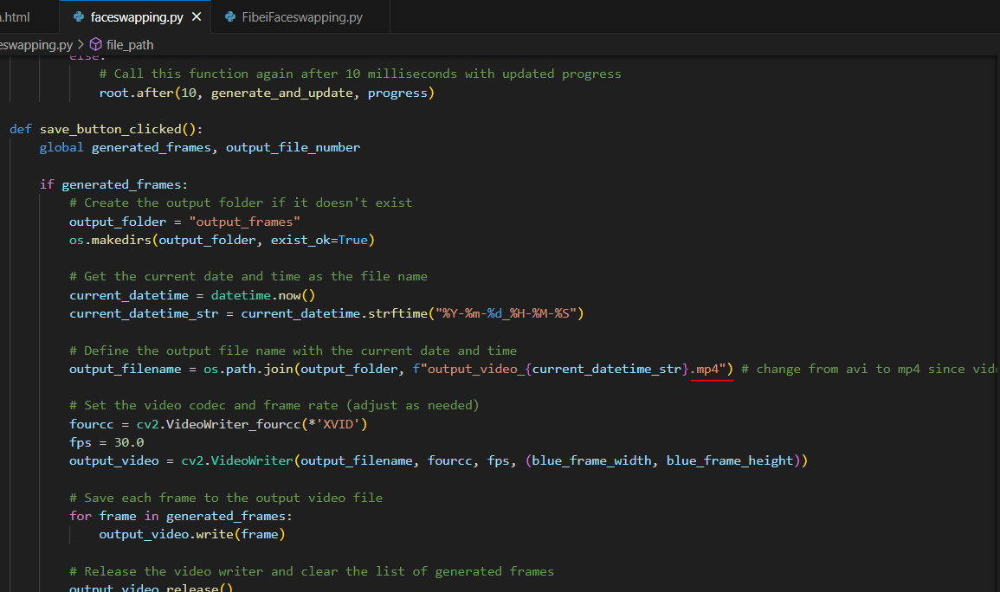 .html
faceswapping.py
FibeiFaceswapping.py
eswapping.py > file_path
else:
# Call this function again after 10 milliseconds with updated progress
root.after(10, generate_and_update, progress)
def save_button_clicked():
global generated_frames, output_file_number
if generated_frames:
# Create the output folder if it doesn't exist
output_folder = "output_frames"
os.makedirs(output_folder, exist_ok=True)
# Get the current date and time as the file name
current_datetime = datetime.now()
current_datetime_str = current_datetime.strftime("%Y-%m-%d_%H-%M-%S")
# Define the output file name with the current date and time
output_filename = os.path.join(output_folder, f"output_video_{current_datetime_str}.mp4") # change from avi to mp4 since vid
# Set the video codec and frame rate (adjust as needed)
fourcc = cv2.VideoWriter_fourcc(*'XVID')
fps = 30.0
output_video = cv2.VideoWriter(output_filename, fourcc, fps, (blue_frame_width, blue_frame_height))
# Save each frame to the output video file
for frame in generated_frames:
output_video.write(frame)
# Release the video writer and clear the list of generated frames
output_video.release()